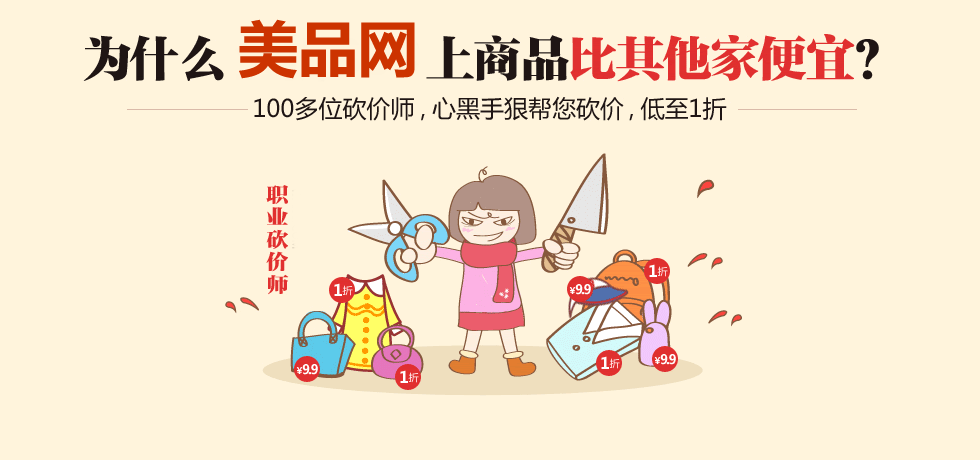 为什么 美品网 上商品比其他家便宜?
100多位砍价师 , 心黑手狠帮您砍价 , 低至1折
职业砍价师
1折
¥9.9
1折
¥9.9
1折
1折
¥9.9